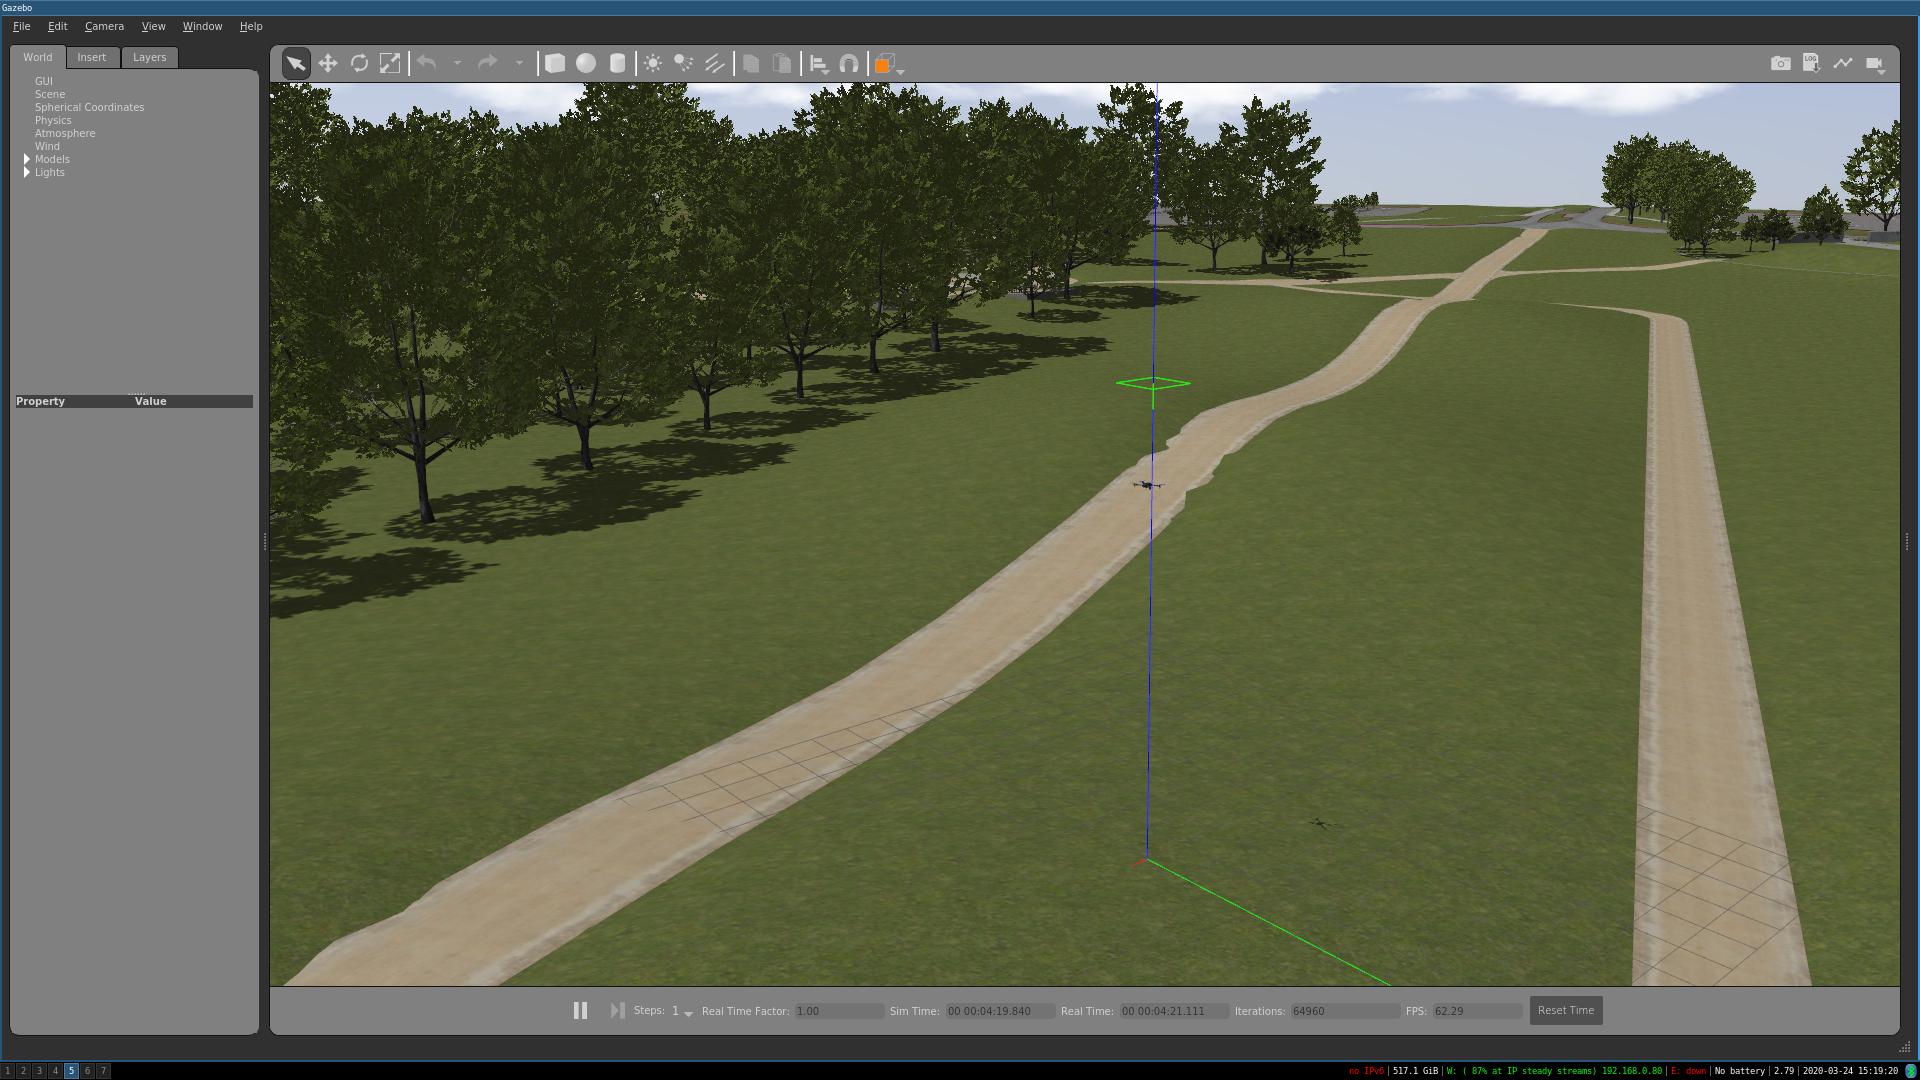 Gazebo
File Edit Camera View Window Help
World Insert Layers
GUI
Scene
Spherical Coordinates
Physics
Atmosphere
Wind
Models
Lights
Property Value
LOG
Steps: 1 Real Time Factor: 1.00 Sim Time: 00 00:04:19.840 Real Time: 00 00:04:21.111 Iterations: 64960 FPS: 62.29 Reset Time
1 2 3 4 5 6 7 no IPv6 | 517.1 GiB | W: ( 87% at IP steady streams) 192.168.0.80 | E: down | No battery | 2.79 | 2020-03-24 15:19:20